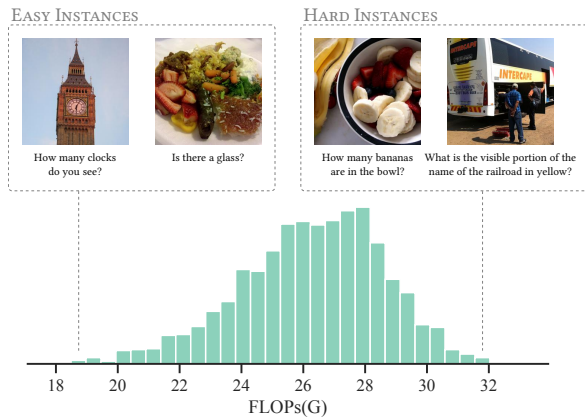 EASY INSTANCES
HARD INSTANCES
INTERCAPE
INTERCAPE
How many clocks
do you see?
Is there a glass?
How many bananas
are in the bowl?
What is the visible portion of the
name of the railroad in yellow?
18 20 22 24 26 28 30 32
FLOPs(G)